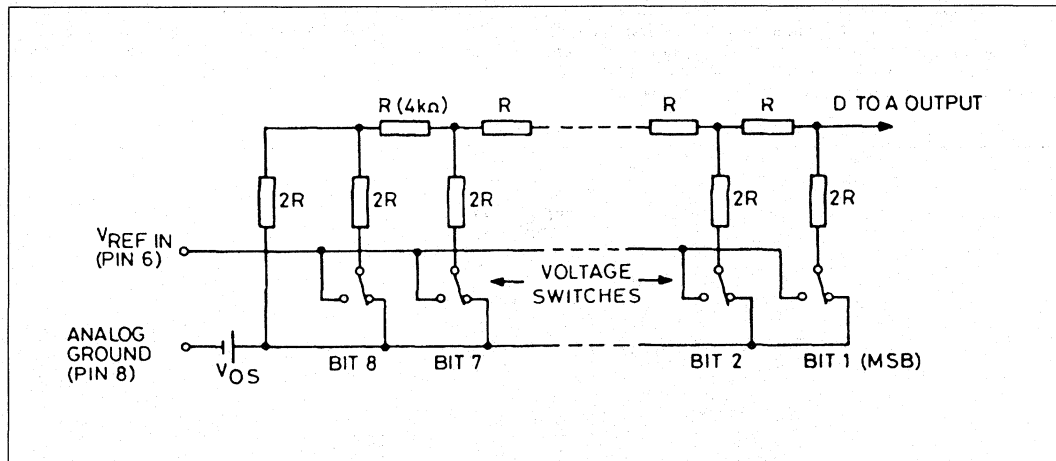 R (4kΩ)
R
R
R
D TO A OUTPUT
2R
2R
2R
2R
2R
VREF IN
(PIN 6)
VOLTAGE
SWITCHES
ANALOG
GROUND
(PIN 8)
VOS
BIT 8
BIT 7
BIT 2
BIT 1 (MSB)